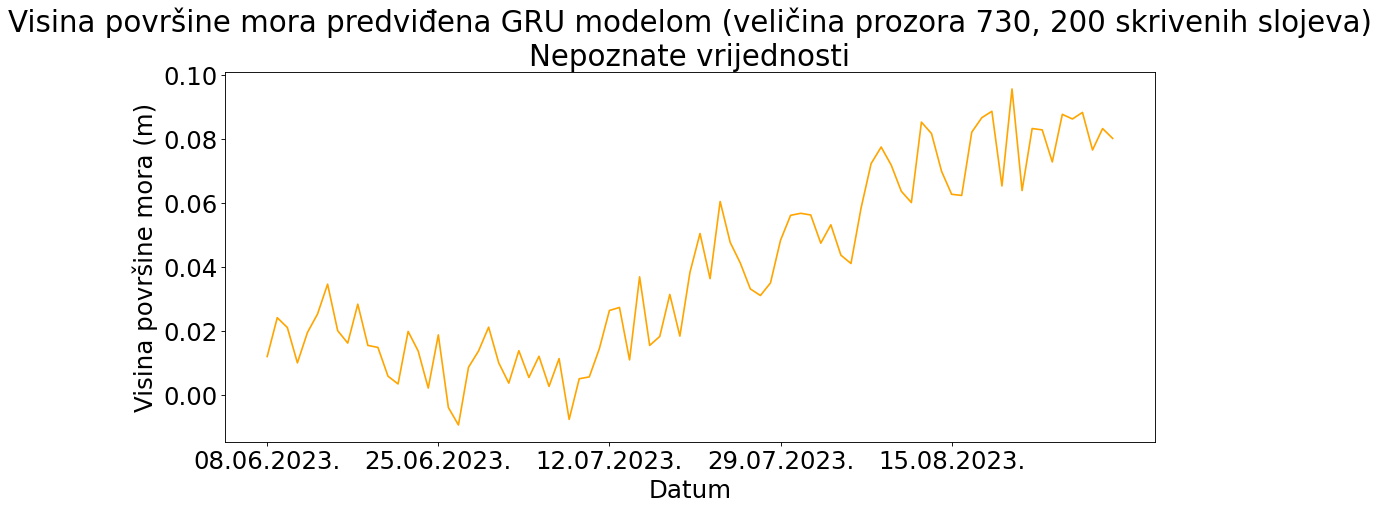 Visina površine mora predviđena GRU modelom (veličina prozora 730, 200 skrivenih slojeva)
Nepoznate vrijednosti
Visina površine mora (m)
0.10
0.08
0.06
0.04
0.02
0.00
08.06.2023. 25.06.2023. 12.07.2023. 29.07.2023. 15.08.2023.
Datum